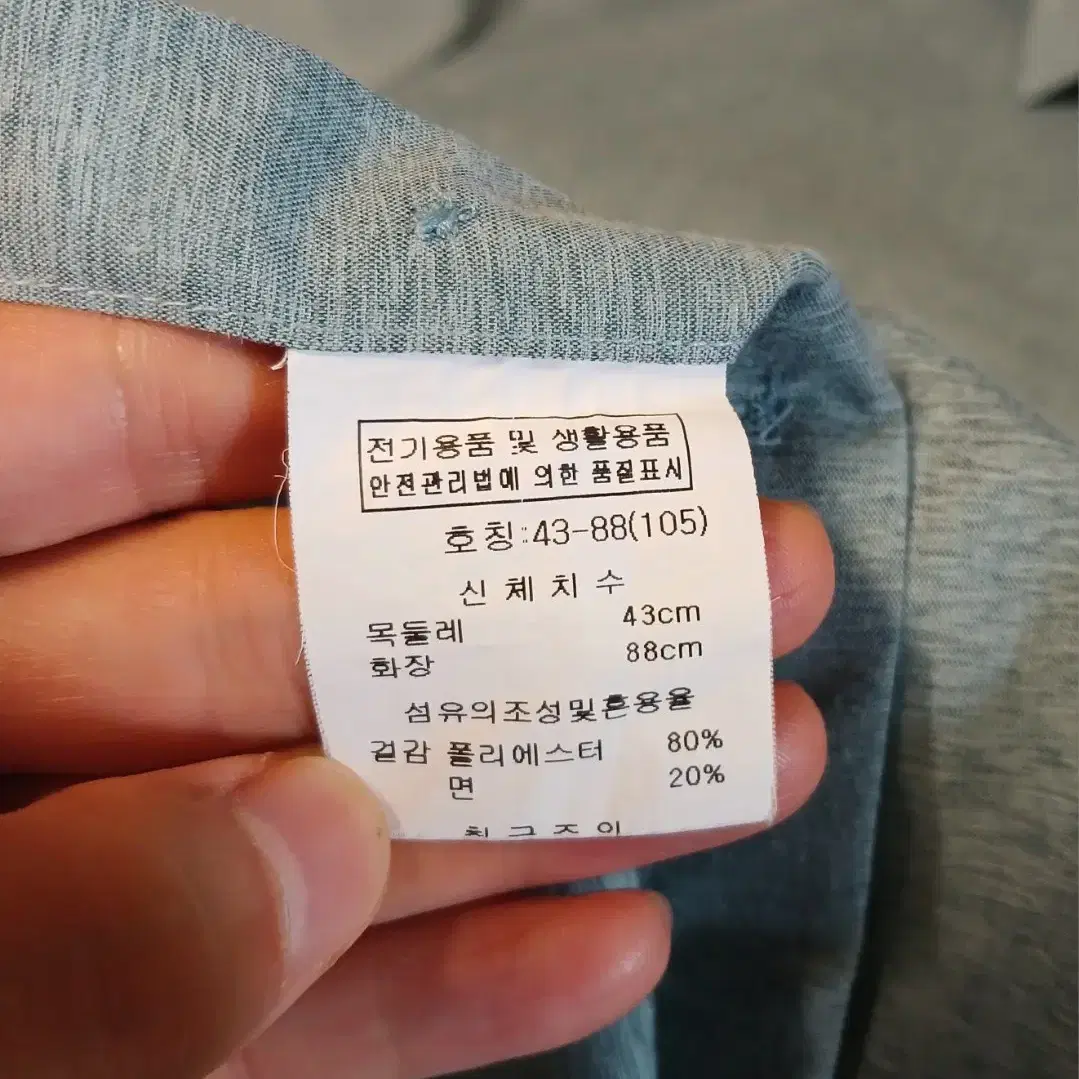 전기용품 및 생활용품
안전관리법에 의한 품질표시
호칭:43-88(105)
신체치수
목둘레 43cm
화장 88cm
섬유의조성및혼용율
겉감 폴리에스터 80%
면 20%